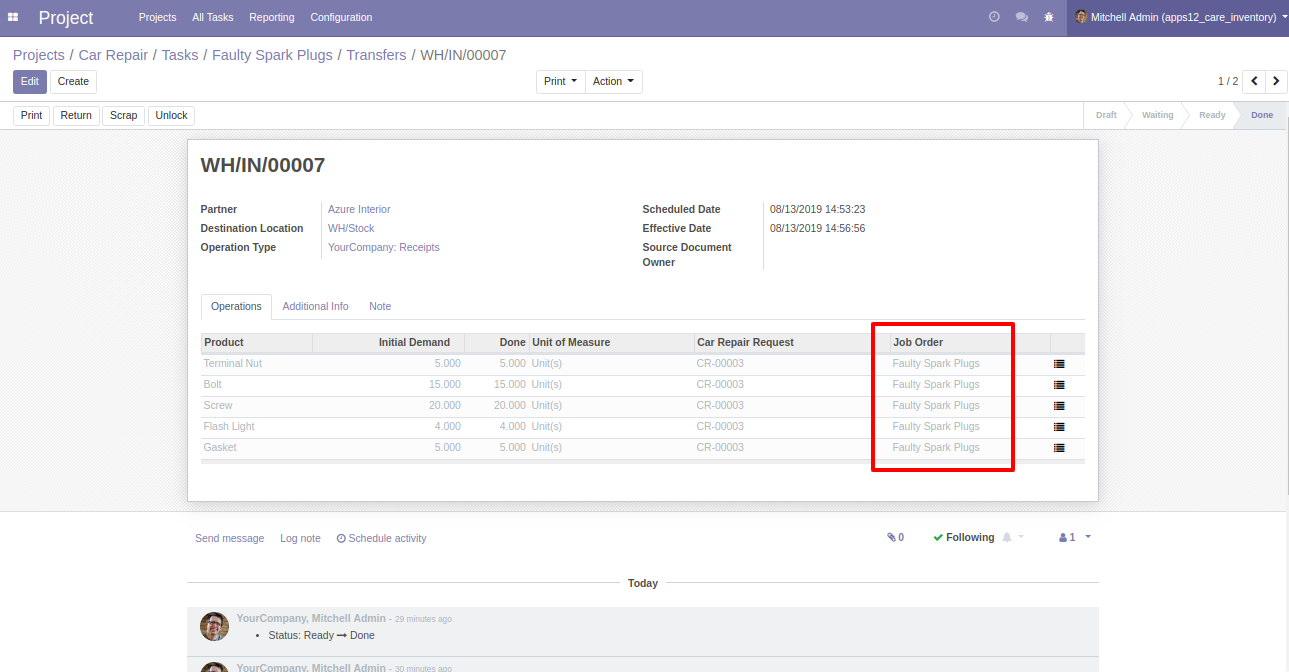 Project Projects All Tasks Reporting Configuration Mitchell Admin (apps12_care_inventory)
Projects / Car Repair / Tasks / Faulty Spark Plugs / Transfers / WH/IN/00007
Edit Create Print Action 1 / 2
Print Return Scrap Unlock Draft Waiting Ready Done
WH/IN/00007
Partner Azure Interior Scheduled Date 08/13/2019 14:53:23
Destination Location WH/Stock Effective Date 08/13/2019 14:56:56
Operation Type YourCompany: Receipts Source Document
Owner
Operations Additional Info Note
Product Initial Demand Done Unit of Measure Car Repair Request Job Order
Terminal Nut 5.000 5.000 Unit(s) CR-00003 Faulty Spark Plugs
Bolt 15.000 15.000 Unit(s) CR-00003 Faulty Spark Plugs
Screw 20.000 20.000 Unit(s) CR-00003 Faulty Spark Plugs
Flash Light 4.000 4.000 Unit(s) CR-00003 Faulty Spark Plugs
Gasket 5.000 5.000 Unit(s) CR-00003 Faulty Spark Plugs
Send message Log note Schedule activity 0 Following 1
Today
YourCompany, Mitchell Admin - 29 minutes ago
• Status: Ready ➞ Done
YourCompany, Mitchell Admin - 30 minutes ago